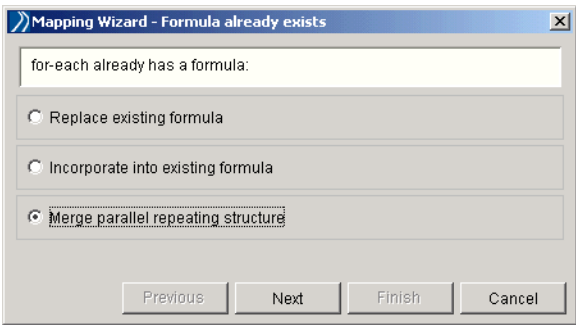 Mapping Wizard - Formula already exists
for-each already has a formula:
Replace existing formula
Incorporate into existing formula
Merge parallel repeating structure
Previous Next Finish Cancel